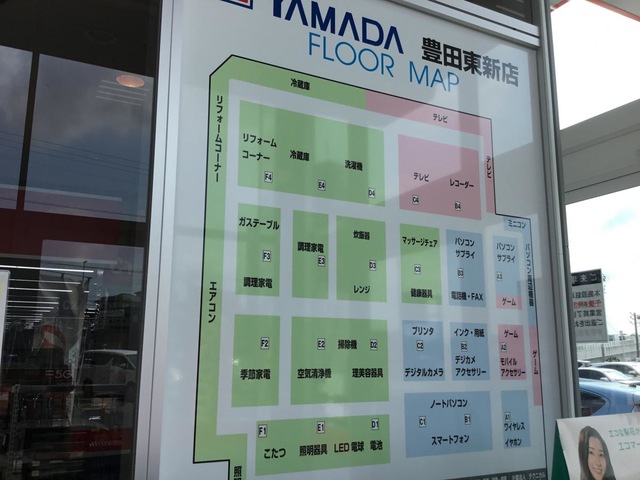 YAMADA
FLOOR MAP
豊田東新店
冷蔵庫
テレビ
リフォームコーナー
リフォーム
コーナー
冷蔵庫
洗濯機
F4
E4
D4
テレビ
レコーダー
C4
B4
テレビ
ミニコン
ガステーブル
F3
調理家電
調理家電
E3
炊飯器
D3
レンジ
マッサージチェア
C3
健康器具
パソコン
サプライ
B3
電話機・FAX
パソコン
サプライ
A3
ゲーム
エアコン
F2
季節家電
E2
空気清浄機
掃除機
D2
理美容器具
プリンタ
C2
デジタルカメラ
インク・用紙
B2
デジカメ
アクセサリー
ゲーム
A2
モバイル
アクセサリー
ゲーム
F1
こたつ
E1
照明器具
LED電球
D1
電池
ノートパソコン
C1
B1
スマートフォン
A1
ワイヤレス
イヤホン
照明